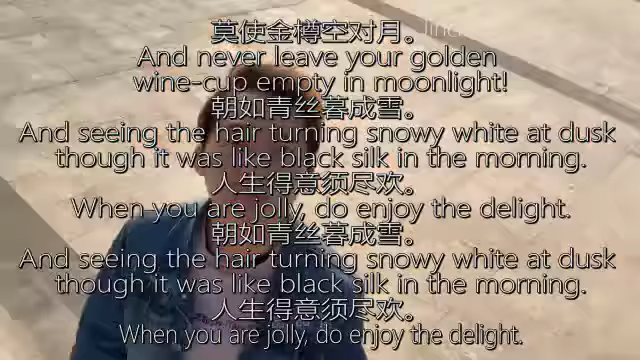 莫使金樽空对月。
And never leave your golden
wine-cup empty in moonlight!
朝如青丝暮成雪。
And seeing the hair turning snowy white at dusk
though it was like black silk in the morning.
人生得意须尽欢。
When you are jolly, do enjoy the delight.
朝如青丝暮成雪。
And seeing the hair turning snowy white at dusk
though it was like black silk in the morning.
人生得意须尽欢。
When you are jolly, do enjoy the delight.